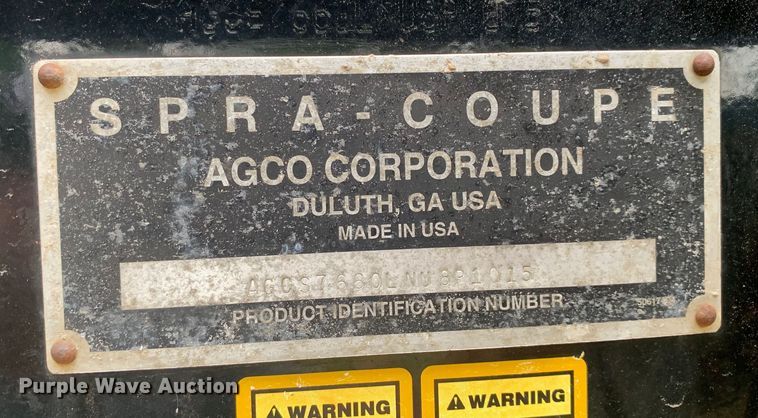 SPRA-COUPE
AGCO CORPORATION
DULUTH, GA USA
MADE IN USA
PRODUCT IDENTIFICATION NUMBER
Purple Wave Auction®
WARNING WARNING